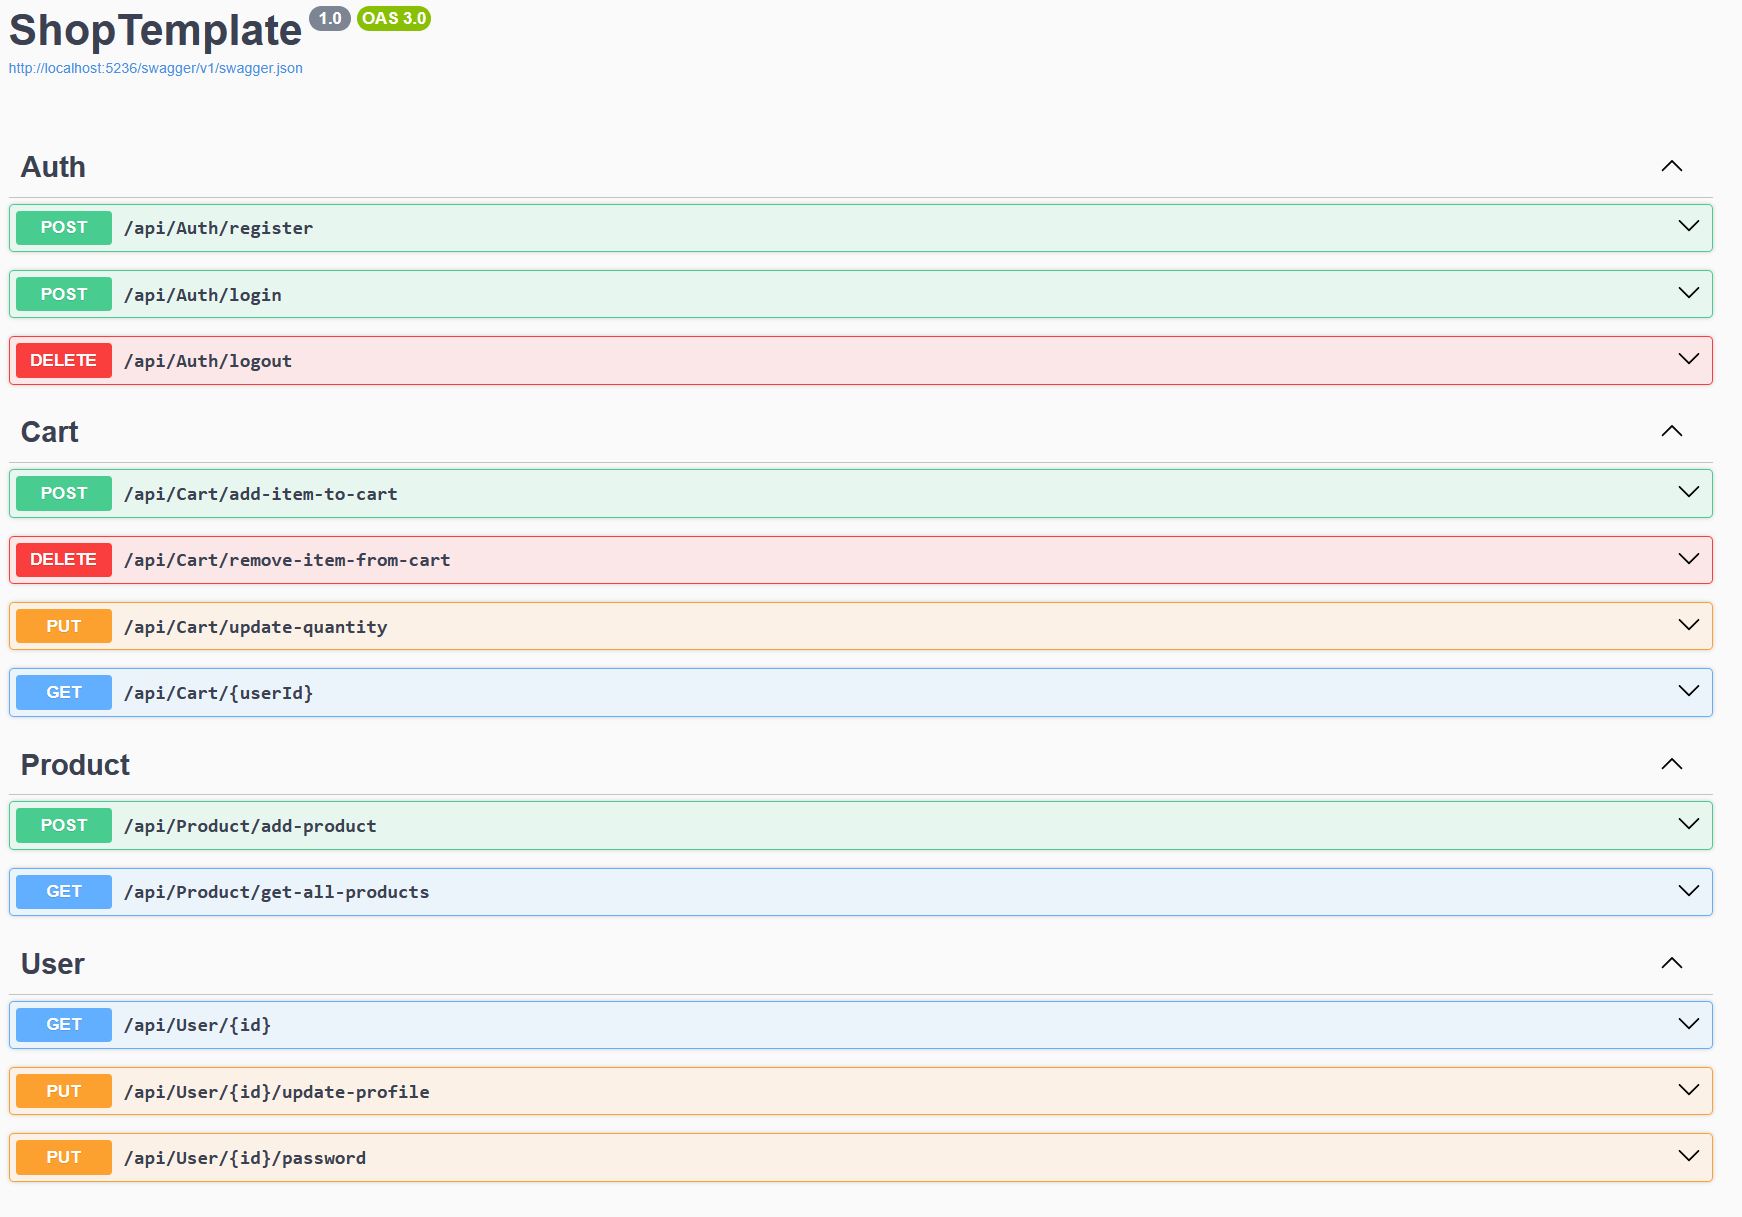 ShopTemplate 1.0 OAS 3.0
http://localhost:5236/swagger/v1/swagger.json
Auth
POST /api/Auth/register
POST /api/Auth/login
DELETE /api/Auth/logout
Cart
POST /api/Cart/add-item-to-cart
DELETE /api/Cart/remove-item-from-cart
PUT /api/Cart/update-quantity
GET /api/Cart/{userId}
Product
POST /api/Product/add-product
GET /api/Product/get-all-products
User
GET /api/User/{id}
PUT /api/User/{id}/update-profile
PUT /api/User/{id}/password